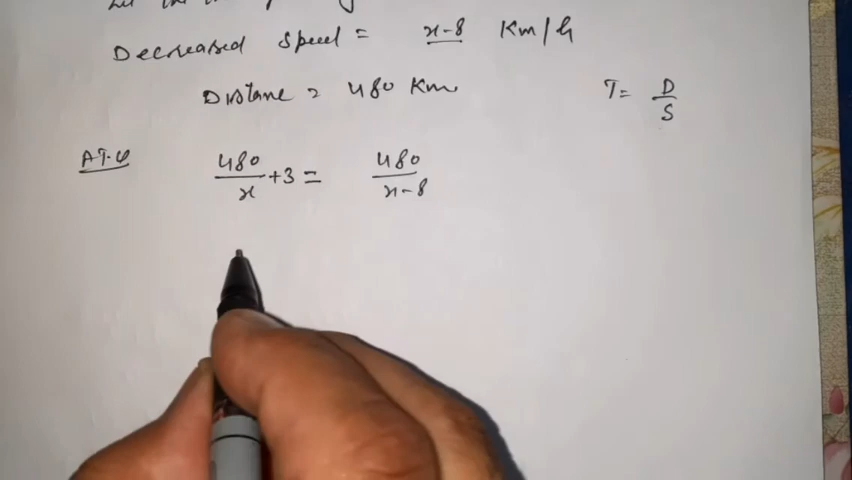 Decreased Speed = x-8 Km/h
Distance = 480 Km
T= D/S
A.T.Q 480/x +3 = 480/x-8